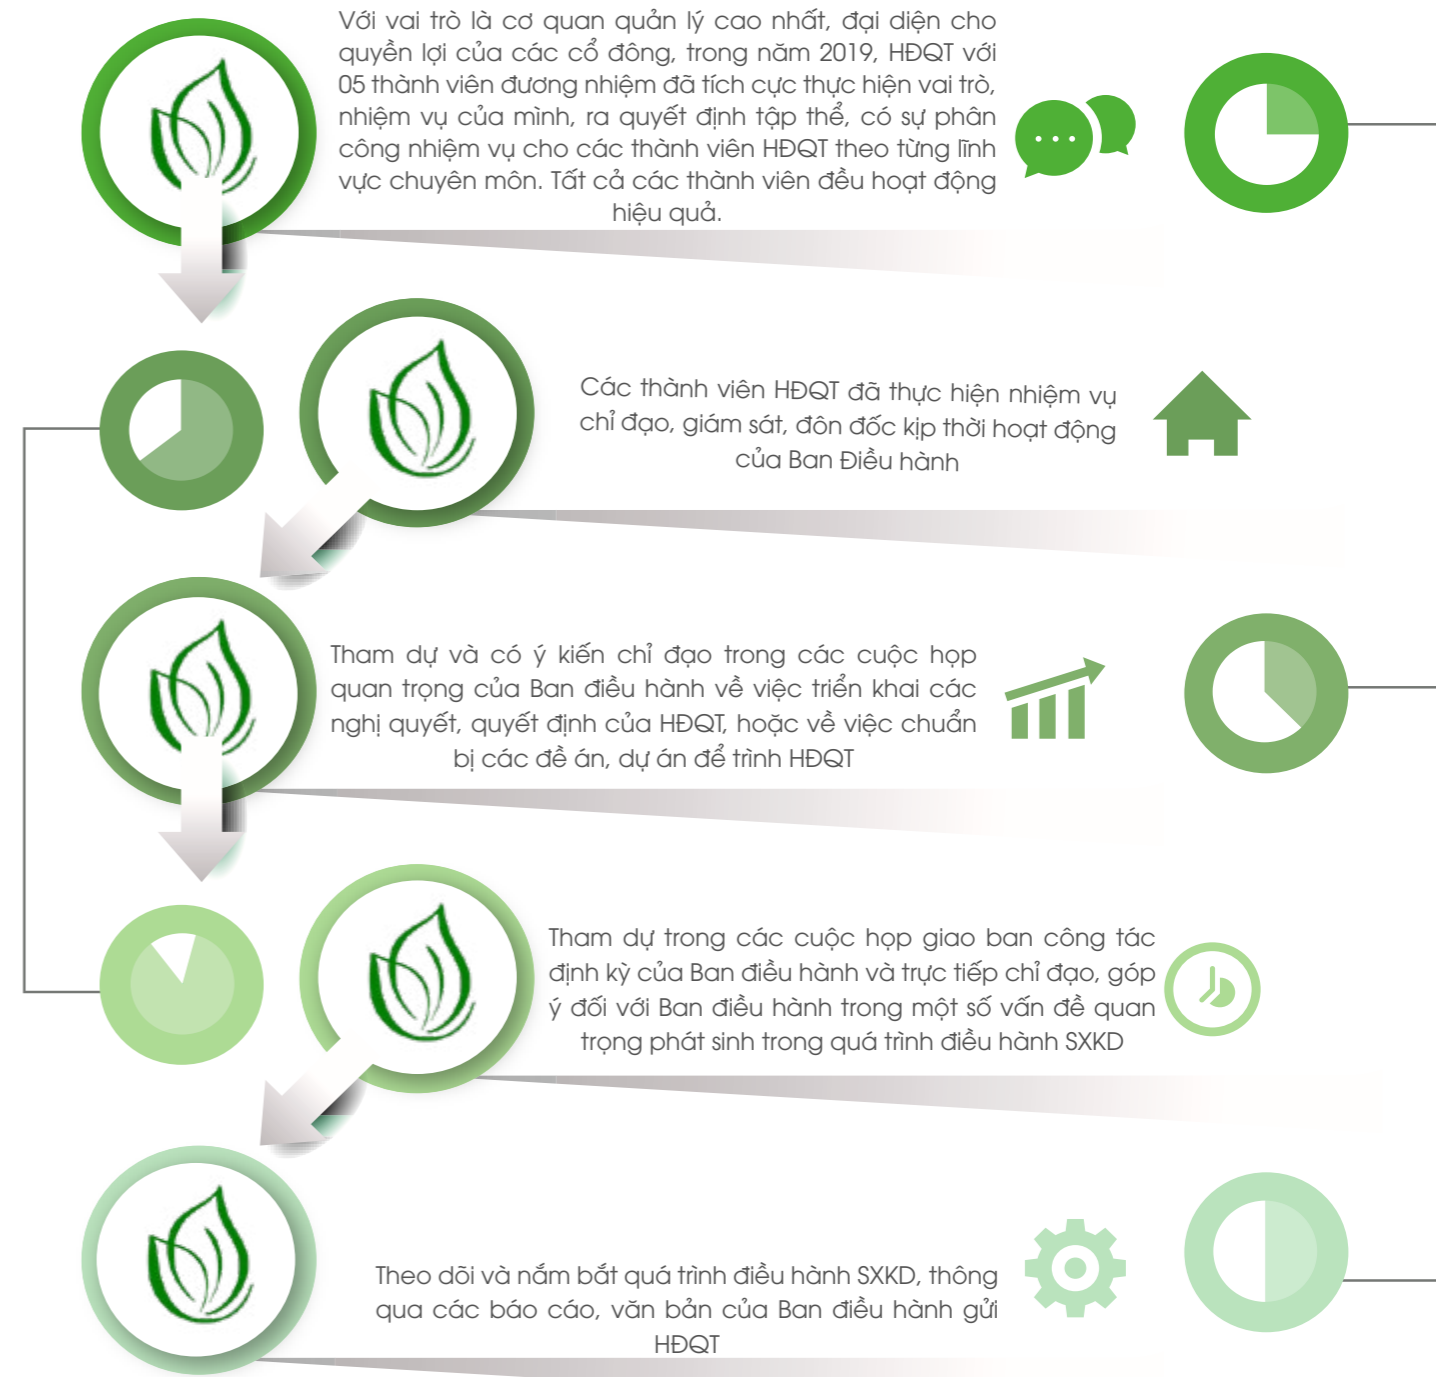 Với vai trò là cơ quan quản lý cao nhất, đại diện cho
quyền lợi của các cổ đông, trong năm 2019, HĐQT với
05 thành viên đương nhiệm đã tích cực thực hiện vai trò,
nhiệm vụ của mình, ra quyết định tập thể, có sự phân
công nhiệm vụ cho các thành viên HĐQT theo từng lĩnh
vực chuyên môn. Tất cả các thành viên đều hoạt động
hiệu quả.
Các thành viên HĐQT đã thực hiện nhiệm vụ
chỉ đạo, giám sát, đôn đốc kịp thời hoạt động
của Ban Điều hành
Tham dự và có ý kiến chỉ đạo trong các cuộc họp
quan trọng của Ban điều hành về việc triển khai các
nghị quyết, quyết định của HĐQT, hoặc về việc chuẩn
bị các đề án, dự án để trình HĐQT
Tham dự trong các cuộc họp giao ban công tác
định kỳ của Ban điều hành và trực tiếp chỉ đạo, góp
ý đối với Ban điều hành trong một số vấn đề quan
trọng phát sinh trong quá trình điều hành SXKD
Theo dõi và nắm bắt quá trình điều hành SXKD, thông
qua các báo cáo, văn bản của Ban điều hành gửi
HĐQT